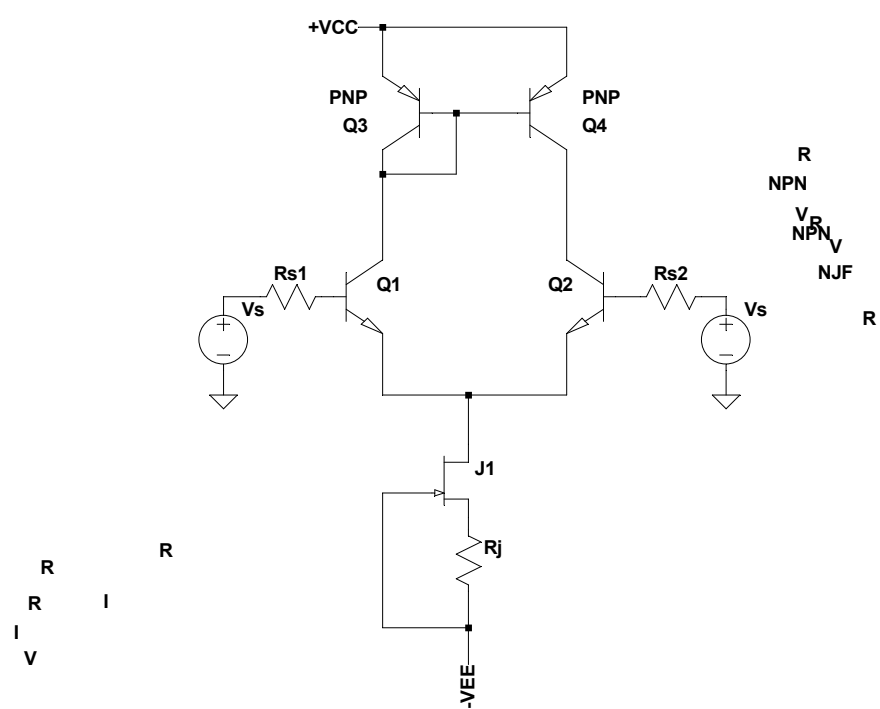 +VCC
PNP
Q3
PNP
Q4
R
NPN
V
R
NPN
V
NJF
R
Rs1
Q1
Q2
Rs2
Vs
Vs
J1
Rj
R
R
R
I
I
V
-VEE